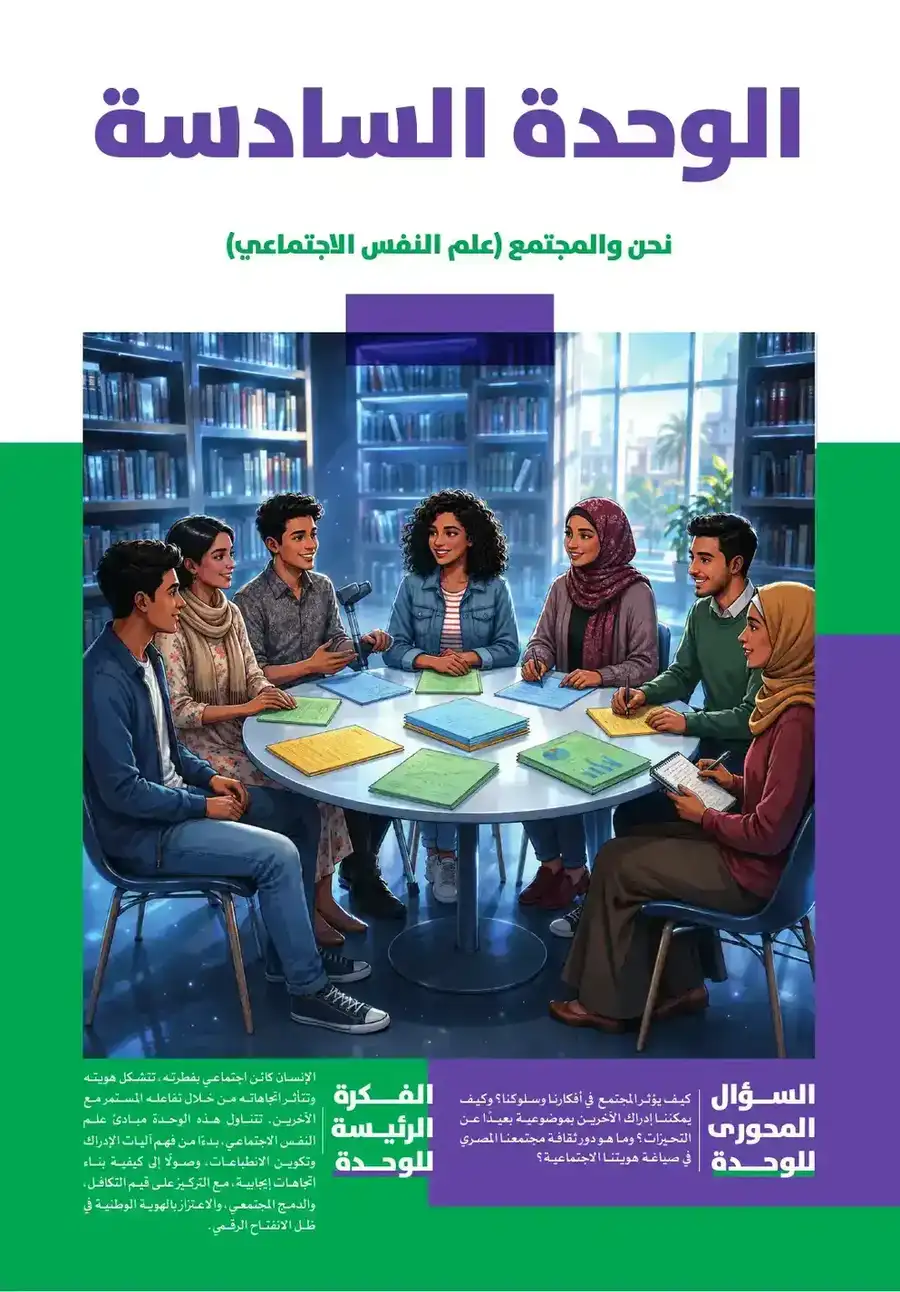 الوحدة السادسة
نحن والمجتمع (علم النفس الاجتماعي)
السؤال
المحورى
للوحدة
كيف يؤثر المجتمع في أفكارنا وسلوكنا؟ وكيف
يمكننا إدراك الآخرين بموضوعية بعيدًا عن
التحيزات؟ وما هو دور ثقافة مجتمعنا المصري
في صياغة هويتنا الاجتماعية؟
الفكرة
الرئيسة
للوحدة
الإنسان كائن اجتماعي بفطرته، تتشكل هويته
وتتأثر اتجاهاته من خلال تفاعله المستمر مع
الآخرين. تتناول هذه الوحدة مبادئ علم
النفس الاجتماعي، بدءًا من فهم آليات الإدراك
وتكوين الانطباعات، وصولًا إلى كيفية بناء
اتجاهات إيجابية، مع التركيز على قيم التكافل،
والدمج المجتمعي، والاعتزاز بالهوية الوطنية في
ظل الانفتاح الرقمي.